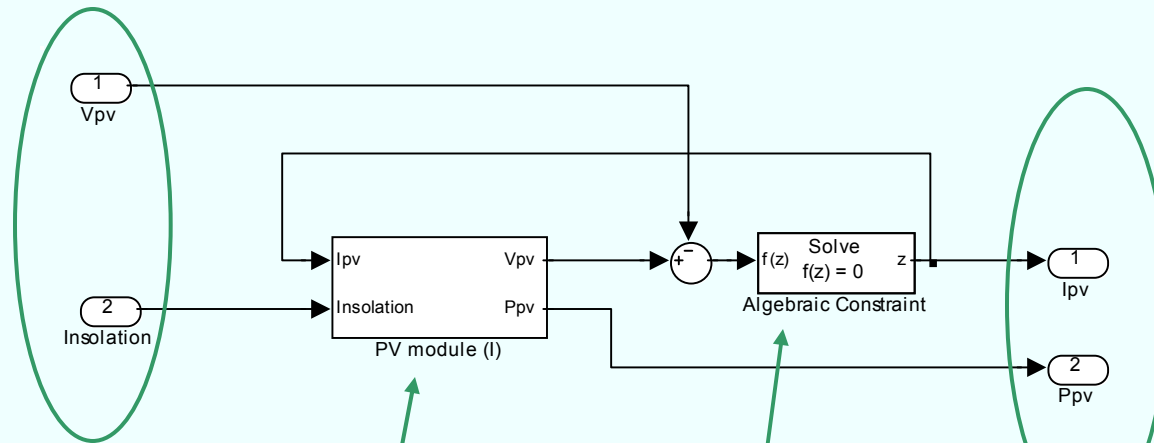 1
Vpv
2
Insolation
Ipv
Insolation
Vpv
Ppv
PV module (I)
+
−
f(z)
Solve
f(z) = 0
z
Algebraic Constraint
1
Ipv
2
Ppv